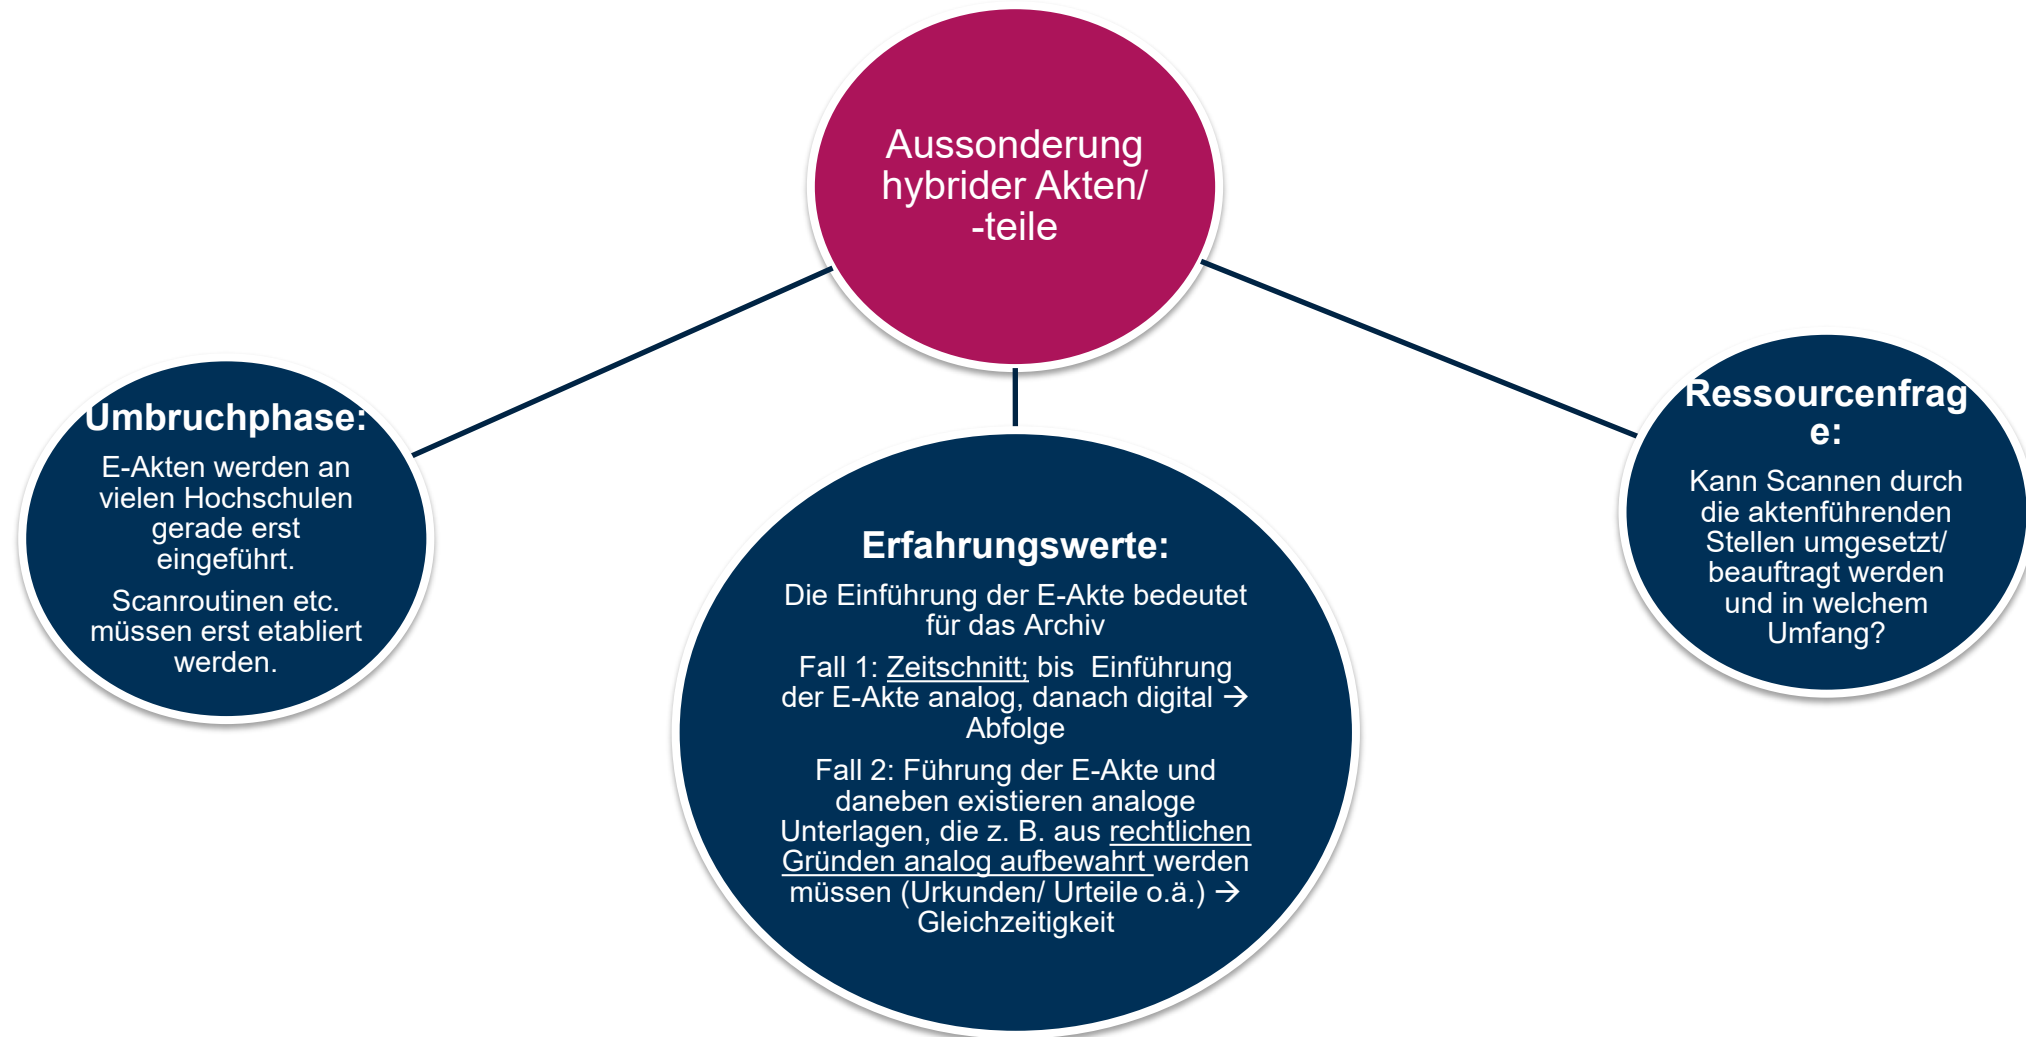 Aussonderung
hybrider Akten/
-teile
Umbruchphase:
E-Akten werden an
vielen Hochschulen
gerade erst
eingeführt.
Scanroutinen etc.
müssen erst etabliert
werden.
Erfahrungswerte:
Die Einführung der E-Akte bedeutet
für das Archiv
Fall 1: Zeitschnitt; bis  Einführung
der E-Akte analog, danach digital →
Abfolge
Fall 2: Führung der E-Akte und
daneben existieren analoge
Unterlagen, die z. B. aus rechtlichen
Gründen analog aufbewahrt werden
müssen (Urkunden/ Urteile o.ä.) →
Gleichzeitigkeit
Ressourcenfrag
e:
Kann Scannen durch
die aktenführenden
Stellen umgesetzt/
beauftragt werden
und in welchem
Umfang?